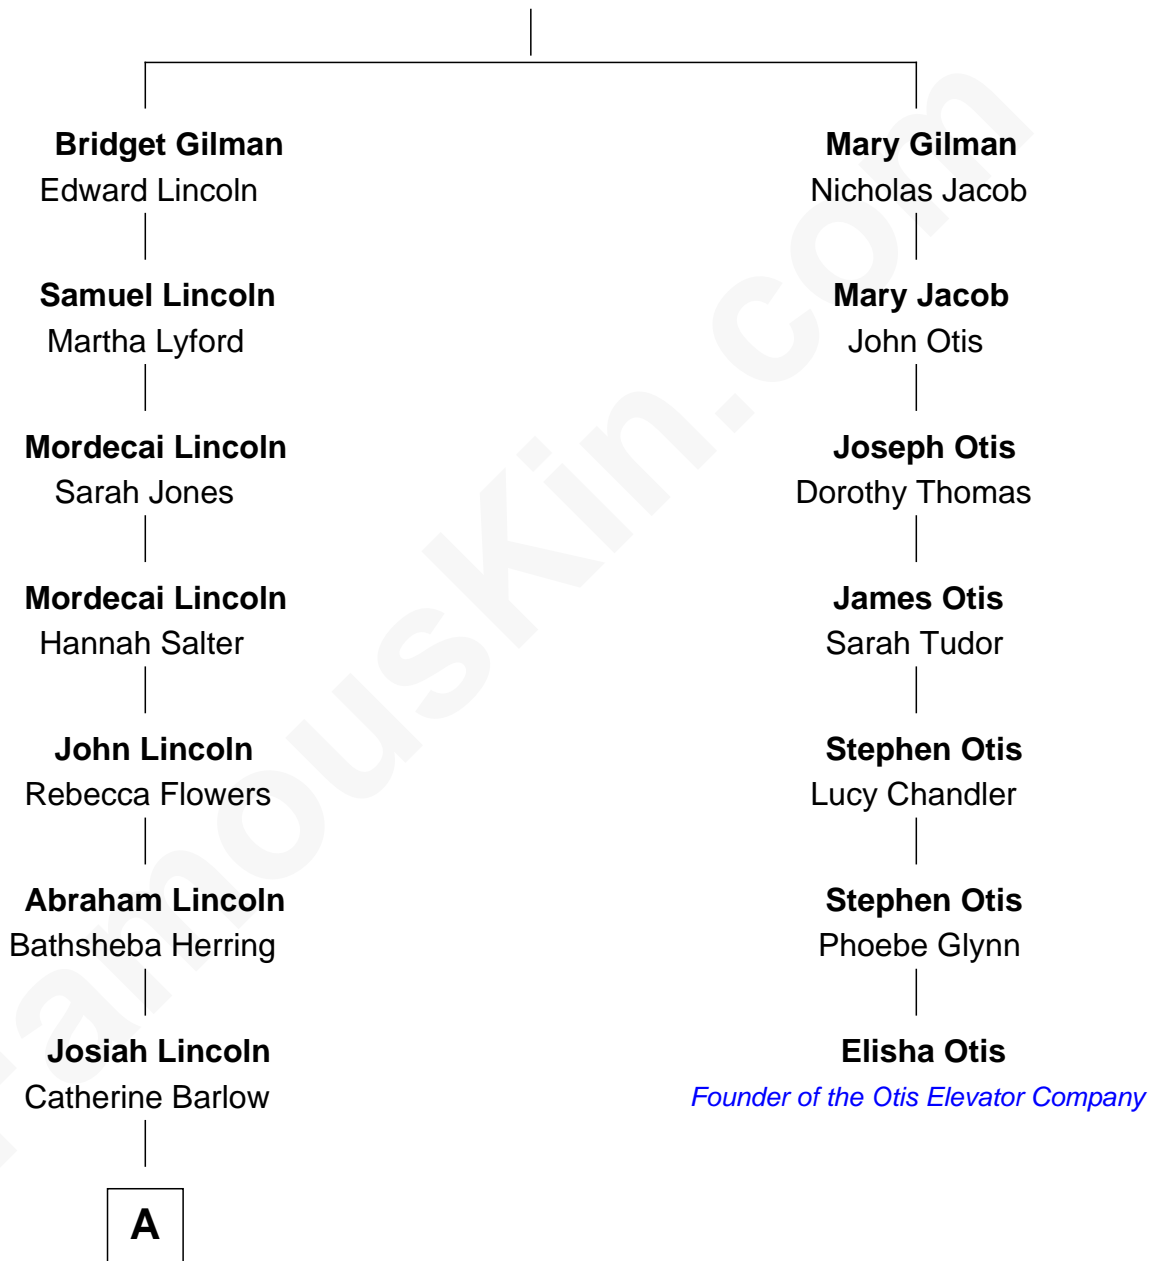 Bridget Gilman
Edward Lincoln
Mary Gilman
Nicholas Jacob
Samuel Lincoln
Martha Lyford
Mary Jacob
John Otis
Mordecai Lincoln
Sarah Jones
Joseph Otis
Dorothy Thomas
Mordecai Lincoln
Hannah Salter
James Otis
Sarah Tudor
John Lincoln
Rebecca Flowers
Stephen Otis
Lucy Chandler
Abraham Lincoln
Bathsheba Herring
Stephen Otis
Phoebe Glynn
Josiah Lincoln
Catherine Barlow
Elisha Otis
Founder of the Otis Elevator Company
A
FamousKin.com